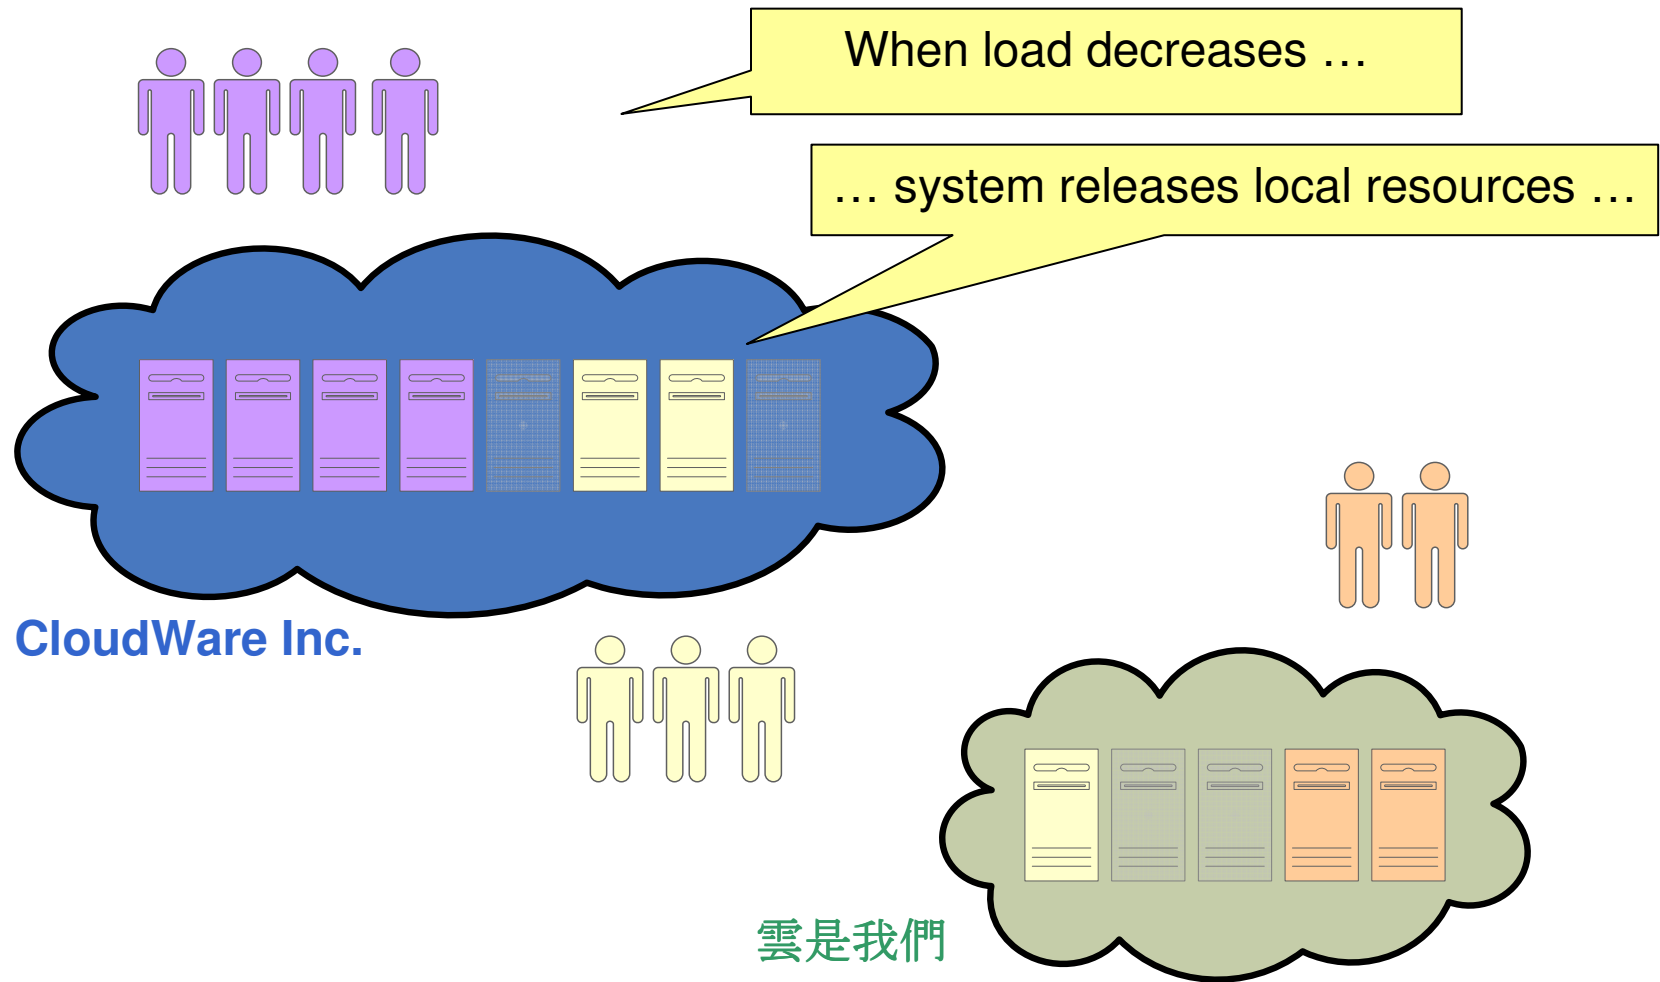 When load decreases …
… system releases local resources …
CloudWare Inc.
雲是我們